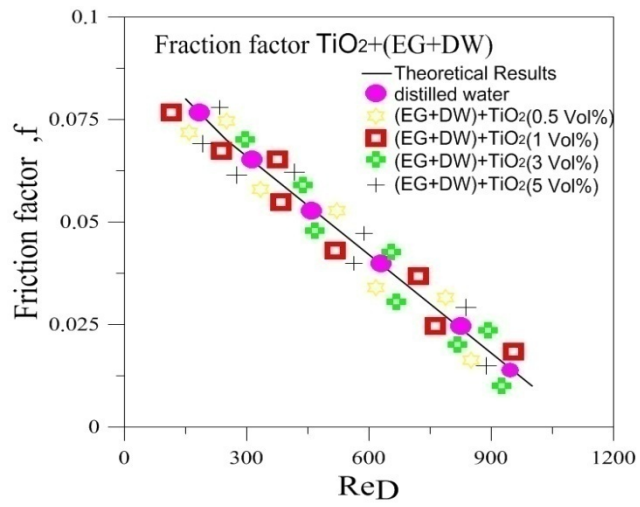 Fraction factor TiO₂+(EG+DW)
Theoretical Results
distilled water
(EG+DW)+TiO₂(0.5 Vol%)
(EG+DW)+TiO₂(1 Vol%)
(EG+DW)+TiO₂(3 Vol%)
(EG+DW)+TiO₂(5 Vol%)
Friction factor ,f
0.1
0.075
0.05
0.025
0
0 300 600 900 1200
ReD